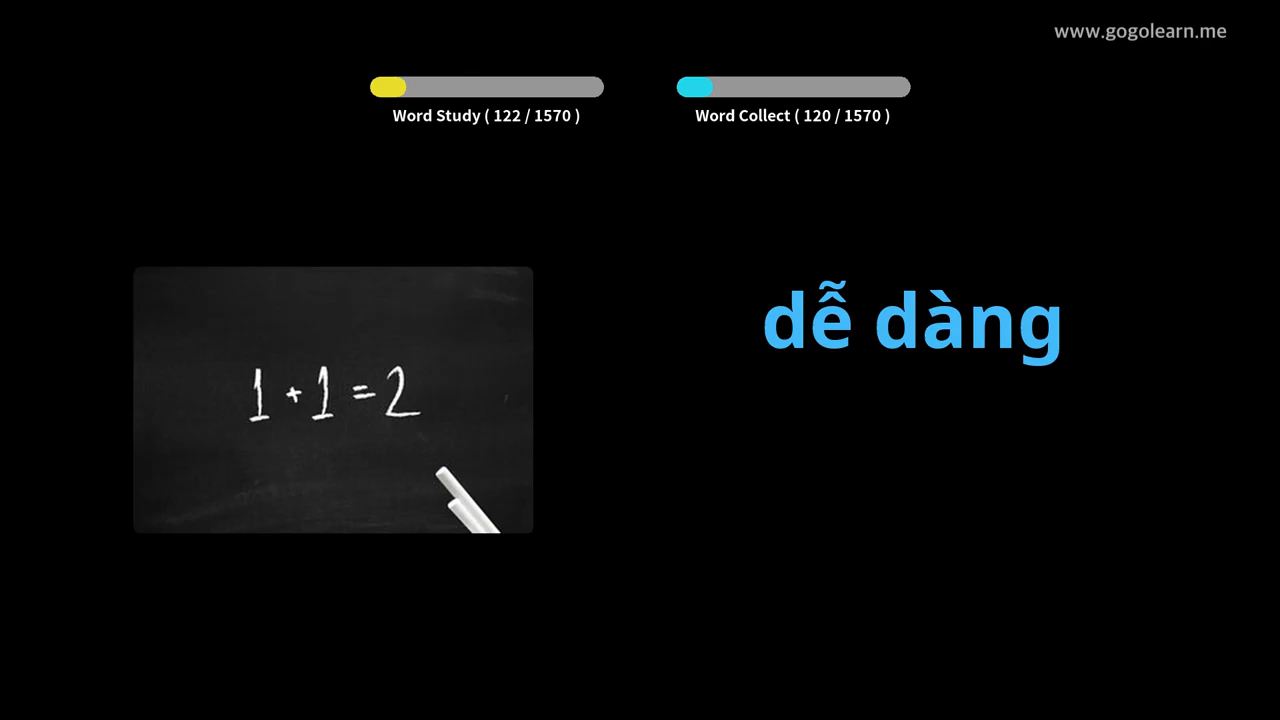 www.gogolearn.me
Word Study ( 122 / 1570 )
Word Collect ( 120 / 1570 )
dễ dàng
1 + 1 = 2